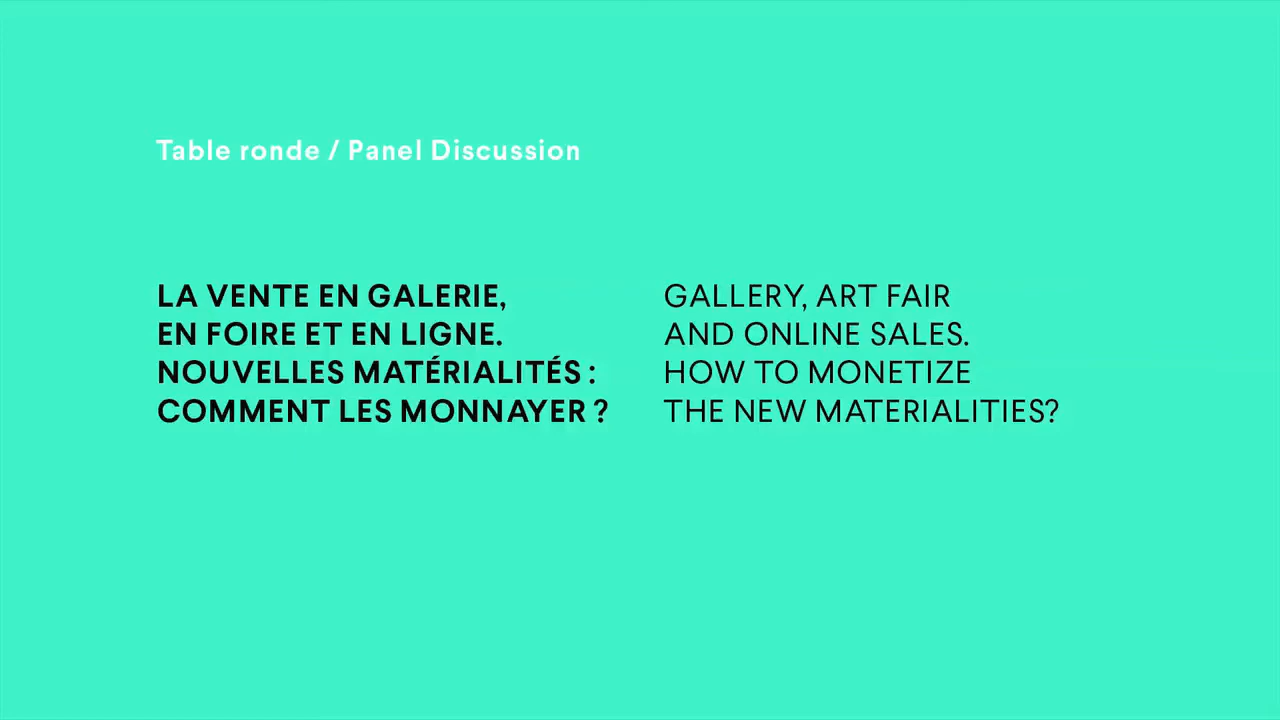 Table ronde / Panel Discussion
LA VENTE EN GALERIE,
EN FOIRE ET EN LIGNE.
NOUVELLES MATÉRIALITÉS :
COMMENT LES MONNAYER ?
GALLERY, ART FAIR
AND ONLINE SALES.
HOW TO MONETIZE
THE NEW MATERIALITIES?